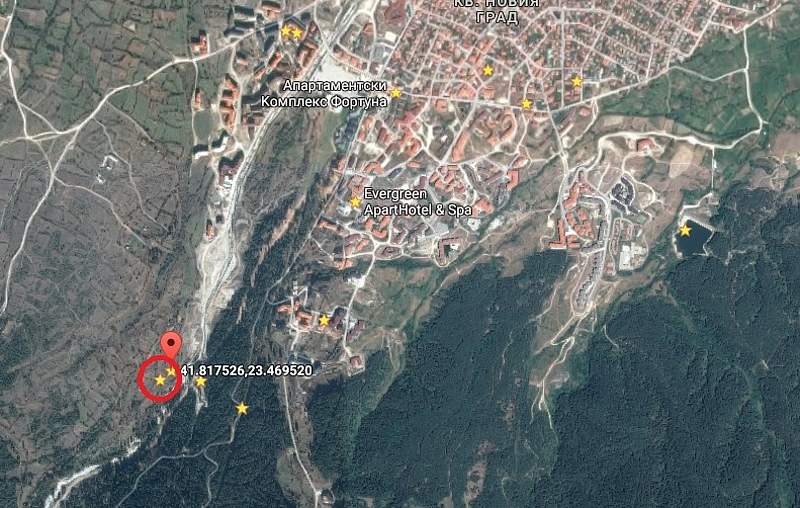 КВ. НОВИЯ
ГРАД
Апартаментски
Комплекс Фортуна
Evergreen
ApartHotel & Spa
41.817526,23.469520